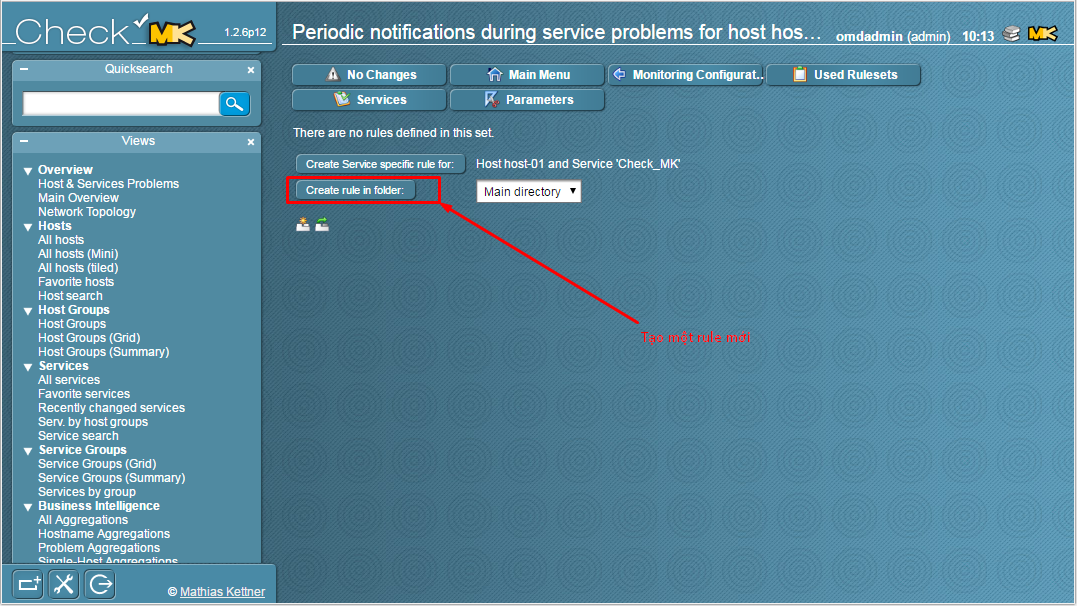 Check MK 1.2.6p12
Periodic notifications during service problems for host hos... omdadmin (admin) 10:13
Quicksearch
No Changes Main Menu Monitoring Configurat.. Used Rulesets
Services Parameters
Views
There are no rules defined in this set.
Create Service specific rule for: Host host-01 and Service 'Check_MK'
Create rule in folder: Main directory
Tạo một rule mới
Overview
Host & Services Problems
Main Overview
Network Topology
Hosts
All hosts
All hosts (Mini)
All hosts (tiled)
Favorite hosts
Host search
Host Groups
Host Groups
Host Groups (Grid)
Host Groups (Summary)
Services
All services
Favorite services
Recently changed services
Serv. by host groups
Service search
Service Groups
Service Groups (Grid)
Service Groups (Summary)
Services by group
Business Intelligence
All Aggregations
Hostname Aggregations
Problem Aggregations
Single-Host Aggregations
© Mathias Kettner